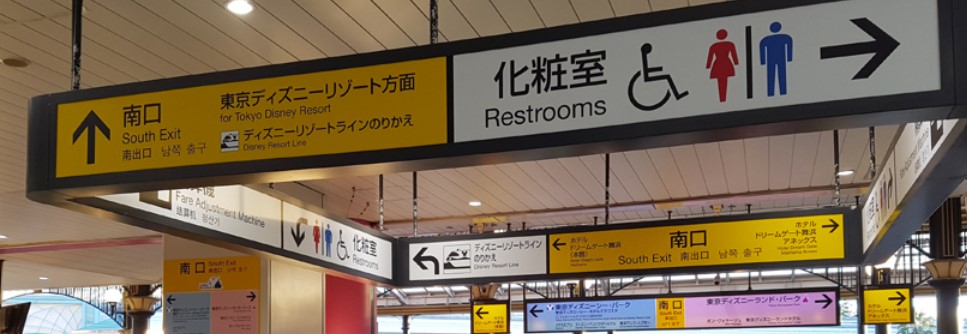 南口
South Exit
南出口 남쪽 출구
東京ディズニーリゾート方面
for Tokyo Disney Resort
ディズニーリゾートラインのりかえ
Disney Resort Line
化粧室
Restrooms
Fare Adjustment Machine
化粧室
Restrooms
ディズニーリゾートライン
のりかえ
Disney Resort Line
ホテル
ドリームゲート舞浜
南口
South Exit 南出口 남쪽 출구
ホテル
ドリームゲート舞浜
アネックス
南口
South Exit
東京ディズニーシー・パーク
南口
東京ディズニーランド・パーク